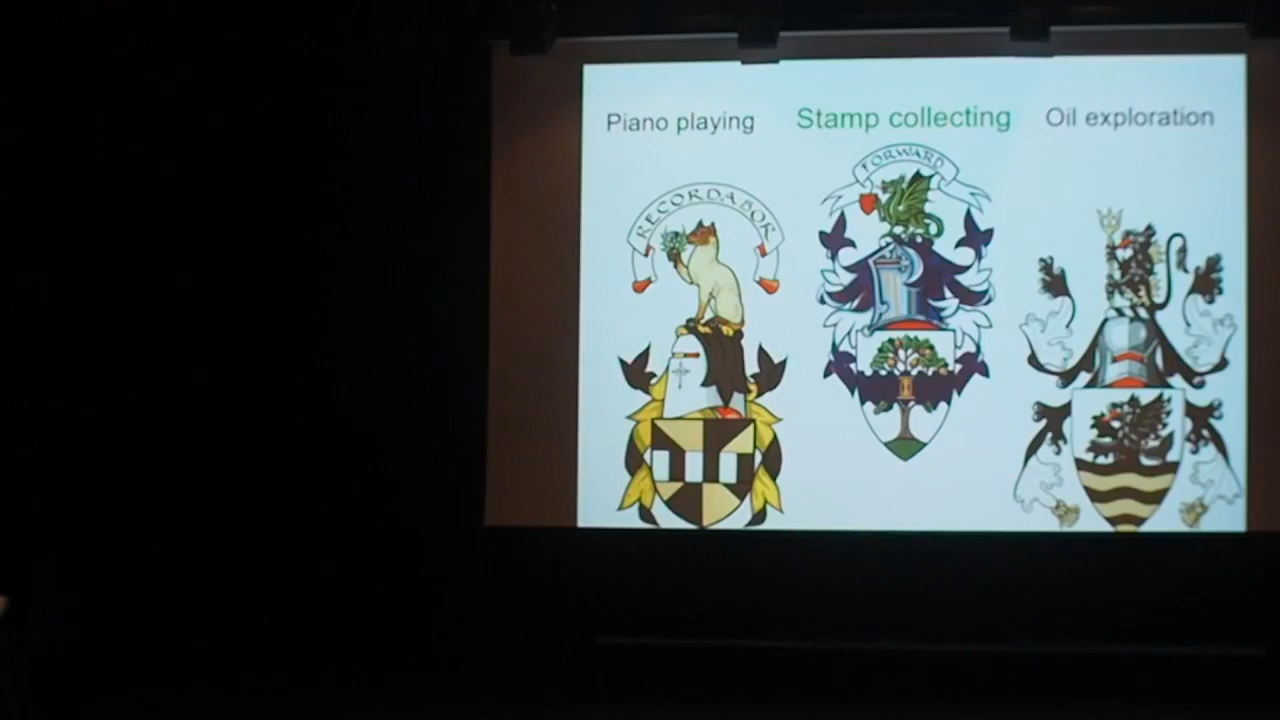 Piano playing
Stamp collecting
Oil exploration
RECORDABOR
FORWARD